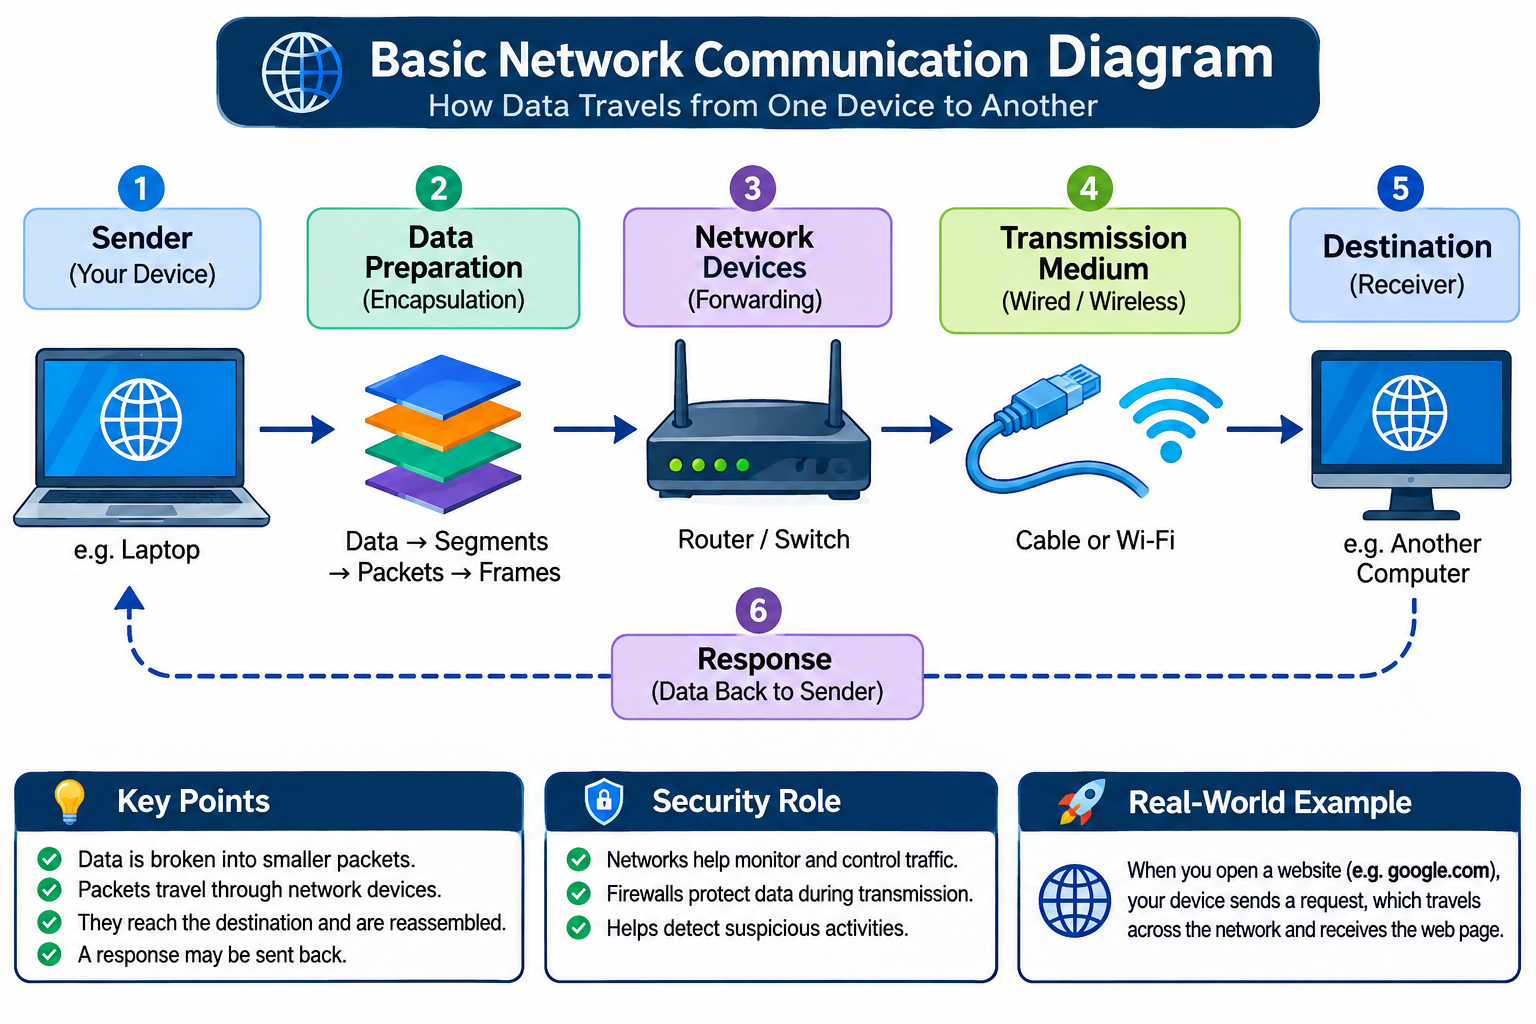 Basic Network Communication Diagram
How Data Travels from One Device to Another
1
Sender
(Your Device)
e.g. Laptop
2
Data
Preparation
(Encapsulation)
Data → Segments
→ Packets → Frames
3
Network
Devices
(Forwarding)
Router / Switch
4
Transmission
Medium
(Wired / Wireless)
Cable or Wi-Fi
5
Destination
(Receiver)
e.g. Another
Computer
6
Response
(Data Back to Sender)
Key Points
Data is broken into smaller packets.
Packets travel through network devices.
They reach the destination and are reassembled.
A response may be sent back.
Security Role
Networks help monitor and control traffic.
Firewalls protect data during transmission.
Helps detect suspicious activities.
Real-World Example
When you open a website (e.g. google.com),
your device sends a request, which travels
across the network and receives the web page.